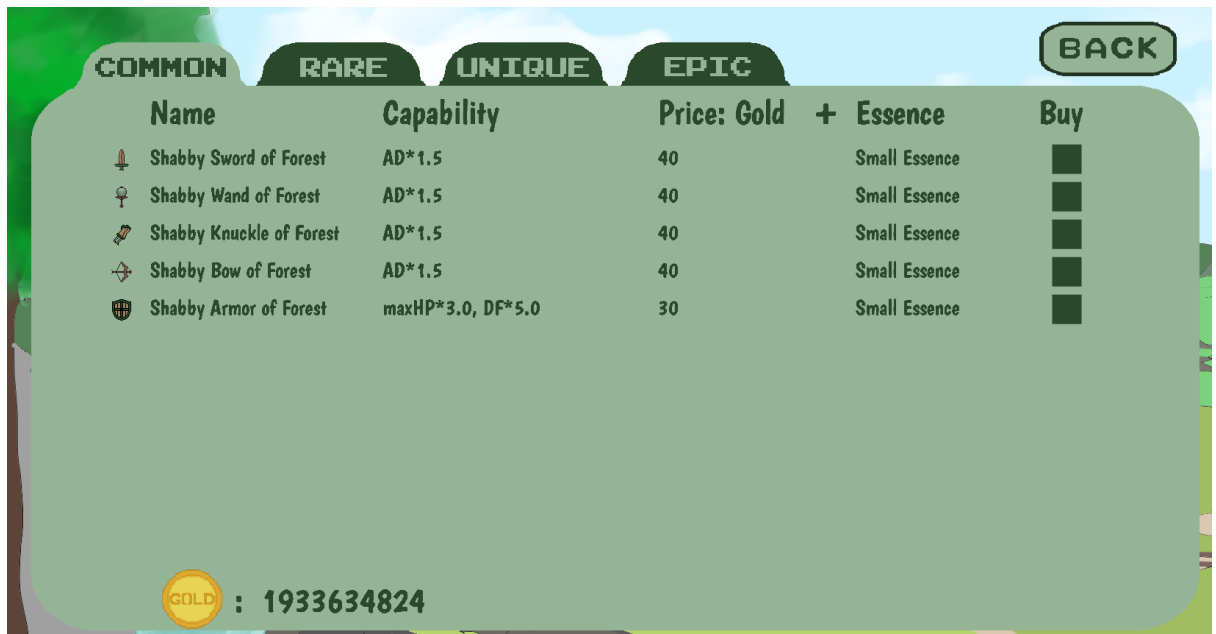 BACK
COMMON RARE UNIQUE EPIC
Name Capability Price: Gold + Essence Buy
Shabby Sword of Forest AD*1.5 40 Small Essence
Shabby Wand of Forest AD*1.5 40 Small Essence
Shabby Knuckle of Forest AD*1.5 40 Small Essence
Shabby Bow of Forest AD*1.5 40 Small Essence
Shabby Armor of Forest maxHP*3.0, DF*5.0 30 Small Essence
GOLD : 1933634824